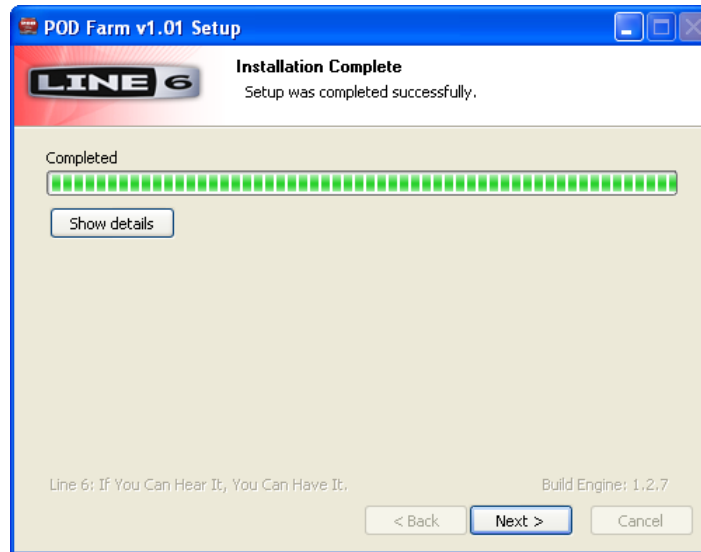 POD Farm v1.01 Setup
LINE 6
Installation Complete
Setup was completed successfully.
Completed
Show details
Line 6: If You Can Hear It, You Can Have It.
Build Engine: 1.2.7
< Back
Next >
Cancel